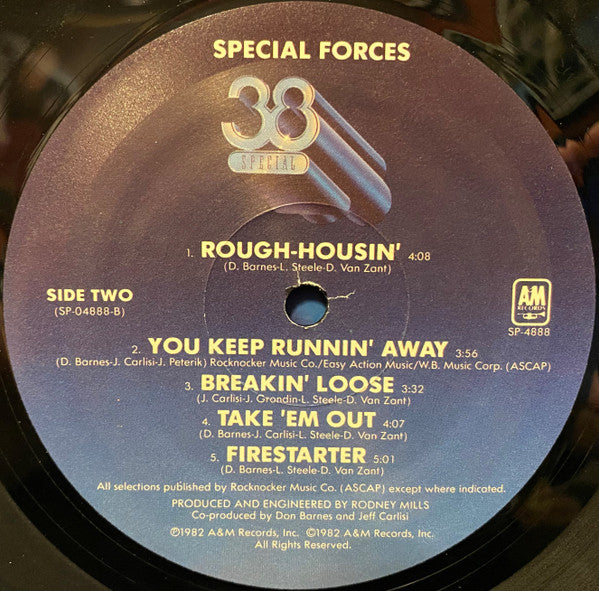 SPECIAL FORCES
38
SPECIAL
1. ROUGH-HOUSIN' 4:08
(D. Barnes-L. Steele-D. Van Zant)
SIDE TWO
(SP-04888-B)
A&M
RECORDS
SP-4888
2. YOU KEEP RUNNIN' AWAY 3:56
(D. Barnes-J. Carlisi-J. Peterik) Rocknocker Music Co./Easy Action Music/W.B. Music Corp. (ASCAP)
3. BREAKIN' LOOSE 3:32
(J. Carlisi-J. Grondin-L. Steele-D. Van Zant)
4. TAKE 'EM OUT 4:07
(D. Barnes-J. Carlisi-L. Steele-D. Van Zant)
5. FIRESTARTER 5:01
(D. Barnes-L. Steele-D. Van Zant)
All selections published by Rocknocker Music Co. (ASCAP) except where indicated.
PRODUCED AND ENGINEERED BY RODNEY MILLS
Co-produced by Don Barnes and Jeff Carlisi
℗1982 A&M Records, Inc. ©1982 A&M Records, Inc.
All Rights Reserved.